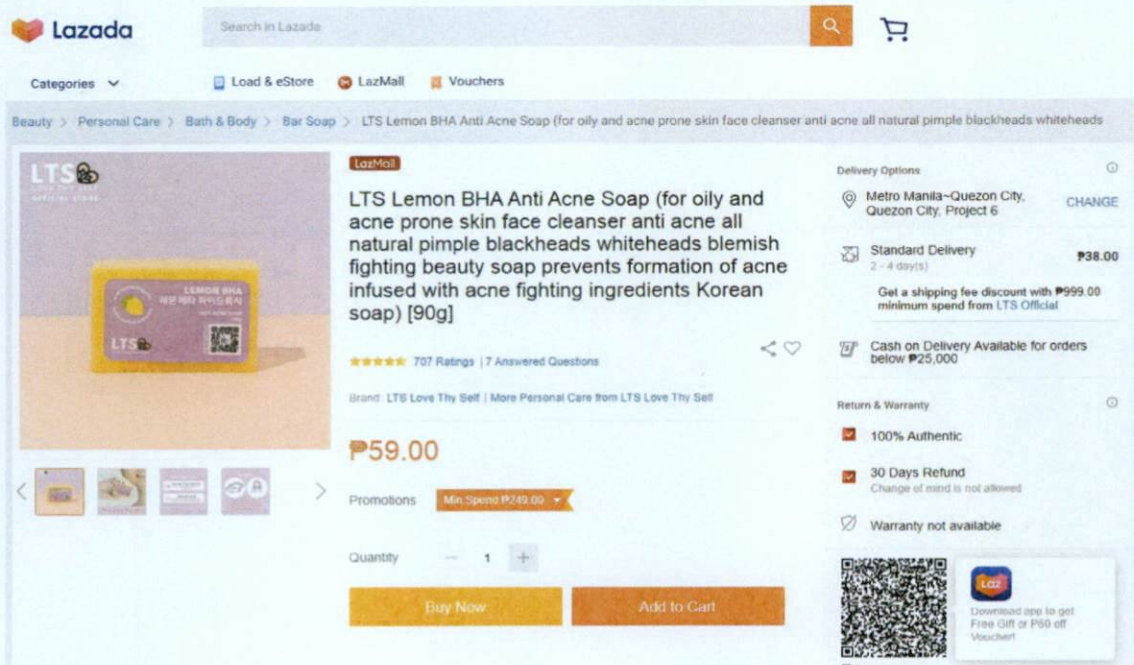 Lazada
Search in Lazada
Categories
Load & eStore
LazMall
Vouchers
Beauty > Personal Care > Bath & Body > Bar Soap > LTS Lemon BHA Anti Acne Soap (for oily and acne prone skin face cleanser anti acne all natural pimple blackheads whiteheads
LTS
OFFICIAL STORE
LEMON BHA
LTS
LazMall
LTS Lemon BHA Anti Acne Soap (for oily and
acne prone skin face cleanser anti acne all
natural pimple blackheads whiteheads blemish
fighting beauty soap prevents formation of acne
infused with acne fighting ingredients Korean
soap) [90g]
707 Ratings | 7 Answered Questions
Brand: LTS Love Thy Self | More Personal Care from LTS Love Thy Self
₱59.00
Promotions
Min.Spend ₱249.00
Quantity
1
Buy Now
Add to Cart
Delivery Options
Metro Manila~Quezon City,
Quezon City, Project 6
CHANGE
Standard Delivery
₱38.00
2 - 4 day(s)
Get a shipping fee discount with ₱999.00
minimum spend from LTS Official
Cash on Delivery Available for orders
below ₱25,000
Return & Warranty
100% Authentic
30 Days Refund
Change of mind is not allowed
Warranty not available
Laz
Download app to get
Free Gift or P60 off
Voucher!